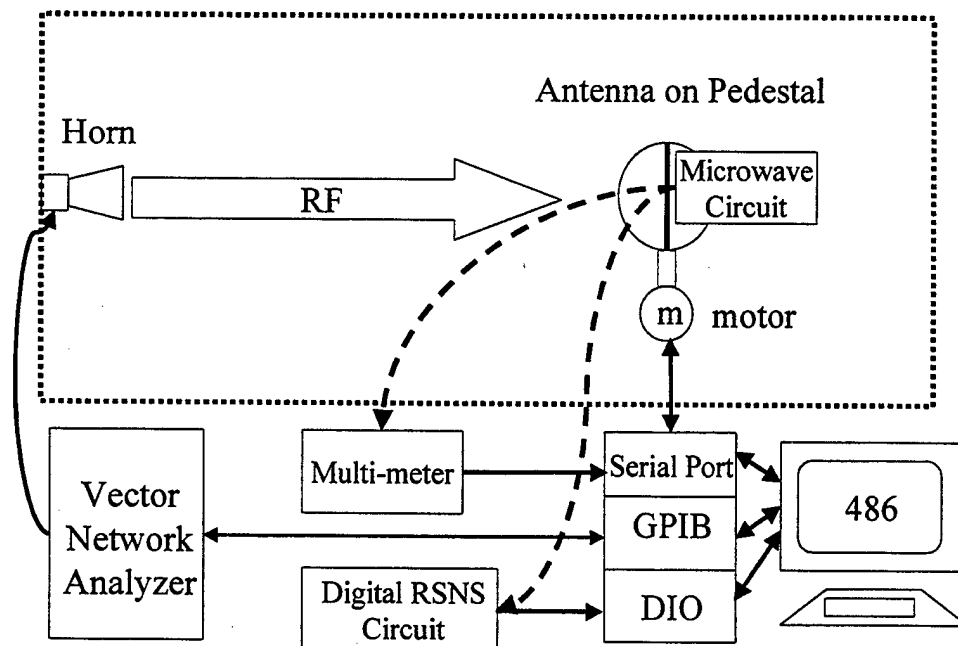 Antenna on Pedestal
Horn
RF
Microwave
Circuit
m
motor
Vector
Network
Analyzer
Multi-meter
Serial Port
GPIB
DIO
486
Digital RSNS
Circuit